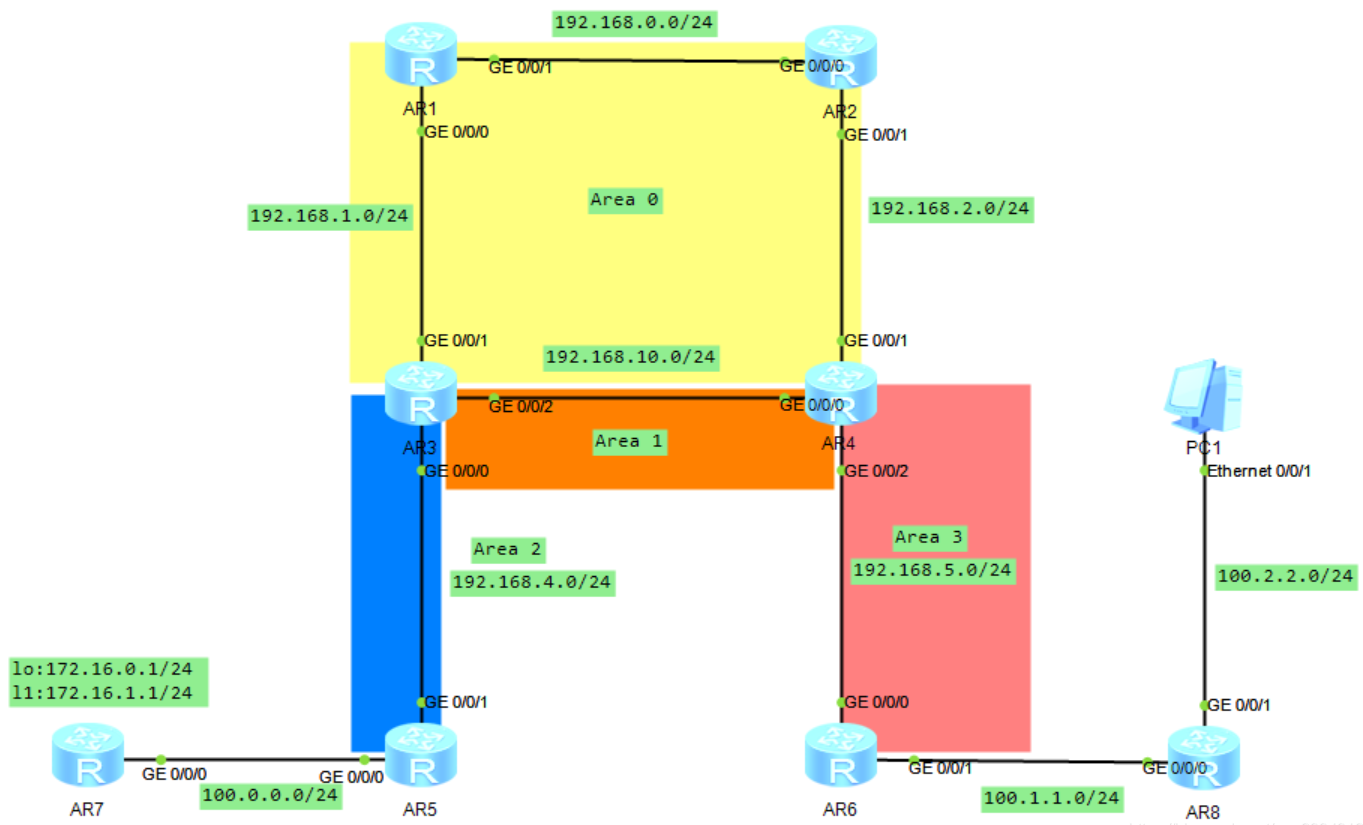 192.168.0.0/24
GE 0/0/1
GE 0/0/0
AR1
AR2
GE 0/0/0
GE 0/0/1
Area 0
192.168.1.0/24
192.168.2.0/24
GE 0/0/1
GE 0/0/1
192.168.10.0/24
GE 0/0/2
GE 0/0/0
AR3
Area 1
AR4
PC1
GE 0/0/0
GE 0/0/2
Ethernet 0/0/1
Area 2
Area 3
192.168.4.0/24
192.168.5.0/24
100.2.2.0/24
lo:172.16.0.1/24
l1:172.16.1.1/24
GE 0/0/1
GE 0/0/0
GE 0/0/1
R
R
R
R
R
R
R
R
GE 0/0/0
GE 0/0/0
GE 0/0/1
GE 0/0/0
100.0.0.0/24
100.1.1.0/24
AR7
AR5
AR6
AR8